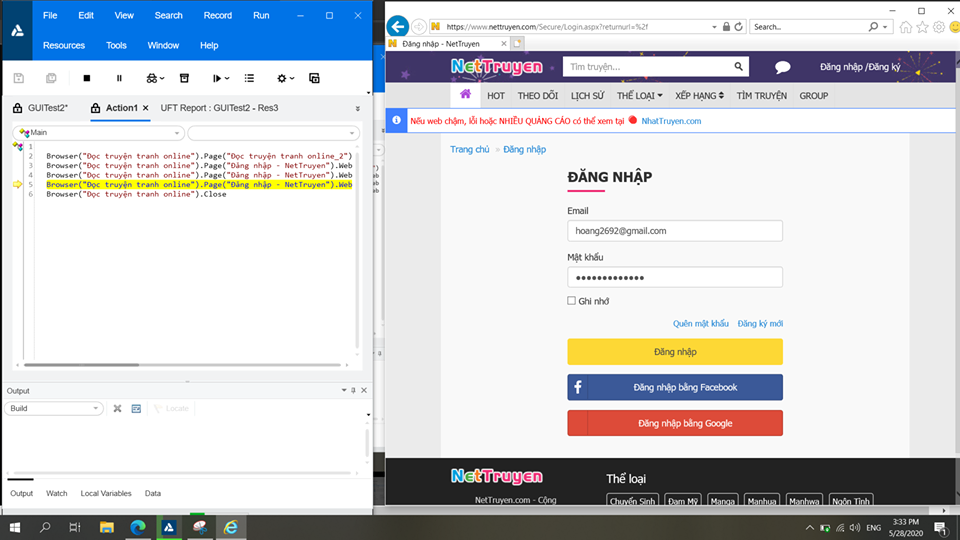 File Edit View Search Record Run
Resources Tools Window Help
GUITest2* Action1 UFT Report : GUITest2 - Res3
Main
1
2 Browser("Đọc truyện tranh online").Page("Đọc truyện tranh online_2")
3 Browser("Đọc truyện tranh online").Page("Đăng nhập - NetTruyen").Web
4 Browser("Đọc truyện tranh online").Page("Đăng nhập - NetTruyen").Web
5 Browser("Đọc truyện tranh online").Page("Đăng nhập - NetTruyen").Web
6 Browser("Đọc truyện tranh online").Close
Output
Build
Locate
Output Watch Local Variables Data
https://www.nettruyen.com/Secure/Login.aspx?returnurl=%2f
Search...
Đăng nhập - NetTruyen
NetTruyen
Tìm truyện...
Đăng nhập /Đăng ký
HOT THEO DÕI LỊCH SỬ THỂ LOẠI XẾP HẠNG TÌM TRUYỆN GROUP
Nếu web chậm, lỗi hoặc NHIỀU QUẢNG CÁO có thể xem tại NhatTruyen.com
Trang chủ » Đăng nhập
ĐĂNG NHẬP
Email
hoang2692@gmail.com
Mật khẩu
Ghi nhớ
Quên mật khẩu Đăng ký mới
Đăng nhập
Đăng nhập bằng Facebook
Đăng nhập bằng Google
NetTruyen
Thể loại
NetTruyen.com - Cộng
Chuyển Sinh Đam Mỹ Manga Manhua Manhwa Ngôn Tình
ENG
3:33 PM
5/28/2020
1